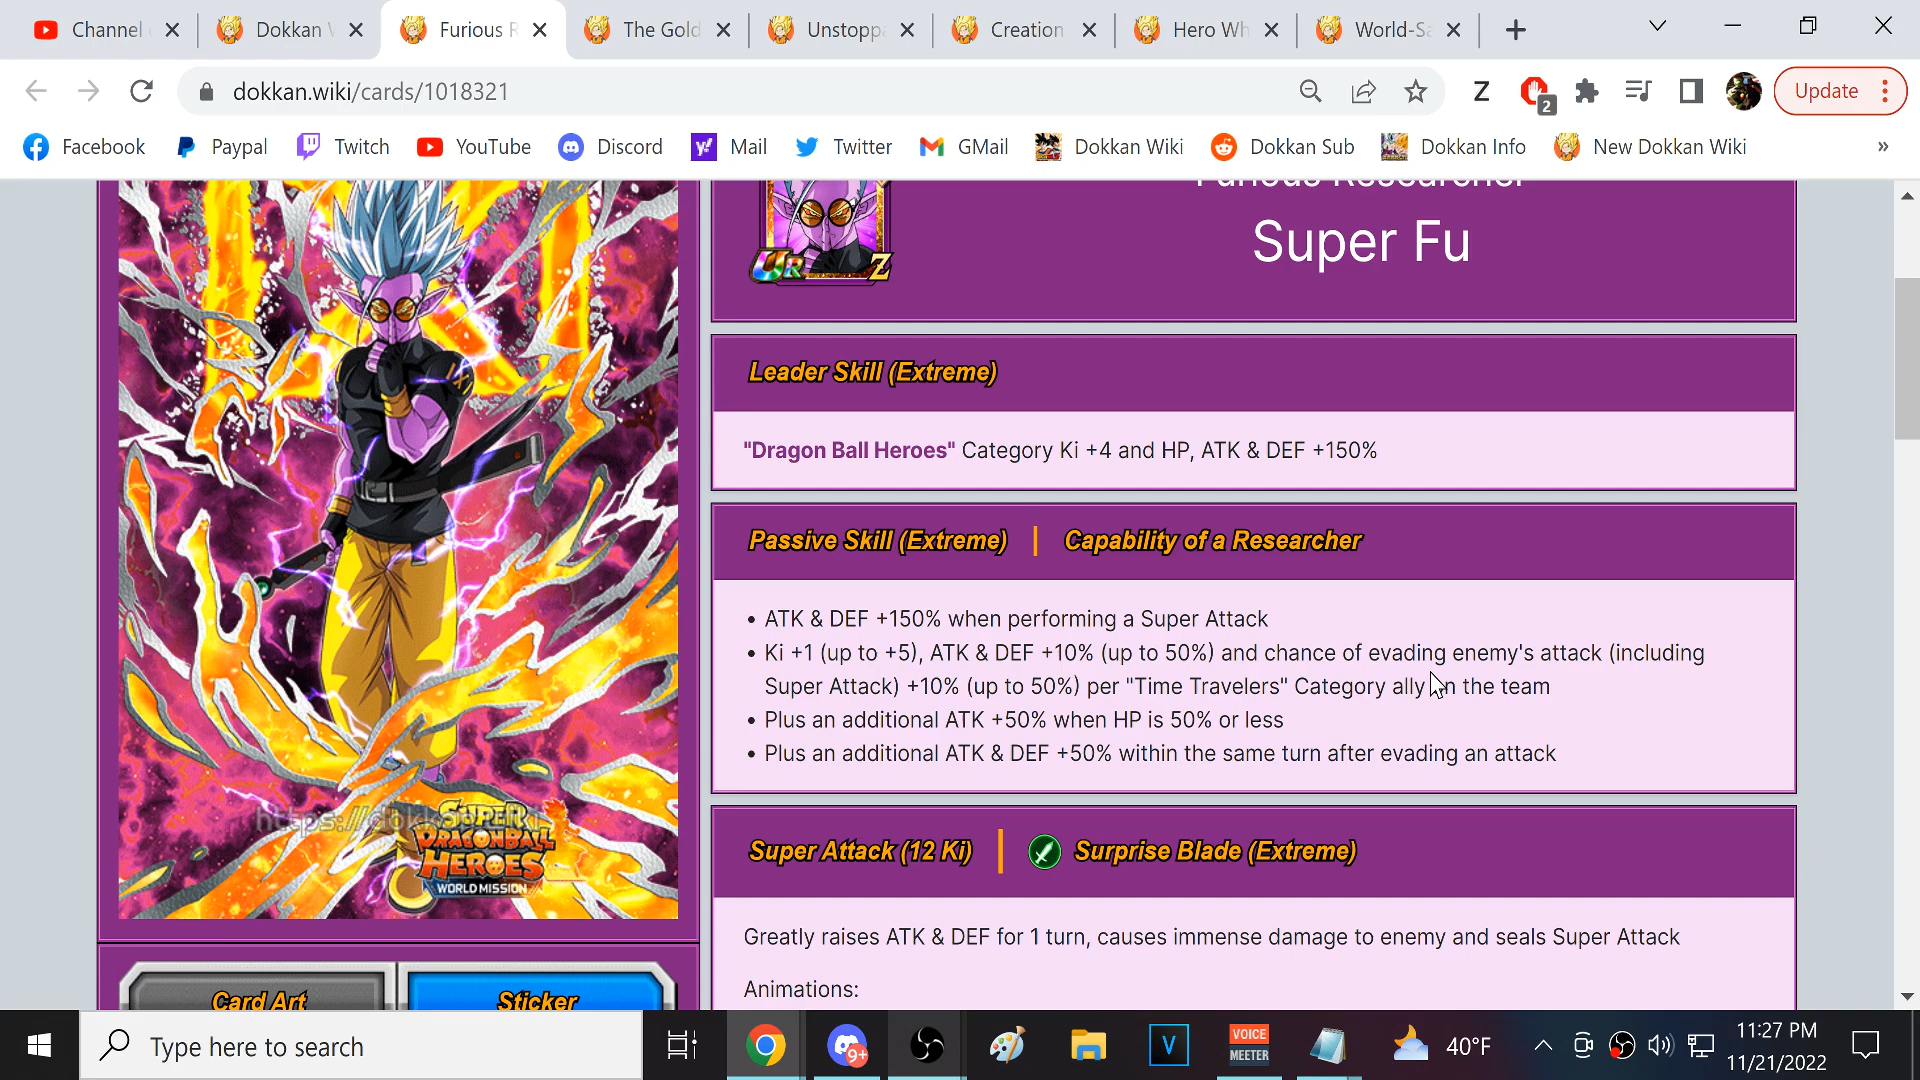 Channel
Dokkan
Furious R
The Gold
Unstopp
Creation
Hero Wh
World-Sa
dokkan.wiki/cards/1018321
Z
2
Update
Facebook
Paypal
Twitch
YouTube
Discord
Mail
Twitter
GMail
Dokkan Wiki
Dokkan Sub
Dokkan Info
New Dokkan Wiki
»
Furious Researcher
UR Z
Super Fu
Leader Skill (Extreme)
"Dragon Ball Heroes" Category Ki +4 and HP, ATK & DEF +150%
Passive Skill (Extreme) | Capability of a Researcher
• ATK & DEF +150% when performing a Super Attack
• Ki +1 (up to +5), ATK & DEF +10% (up to 50%) and chance of evading enemy's attack (including
Super Attack) +10% (up to 50%) per "Time Travelers" Category ally on the team
• Plus an additional ATK +50% when HP is 50% or less
• Plus an additional ATK & DEF +50% within the same turn after evading an attack
Super Attack (12 Ki) | Surprise Blade (Extreme)
Greatly raises ATK & DEF for 1 turn, causes immense damage to enemy and seals Super Attack
Animations:
SUPER
DRAGONBALL
HEROES
WORLD MISSION
Card Art
Sticker
Type here to search
9+
V
VOICE
MEETER
40°F
11:27 PM
11/21/2022